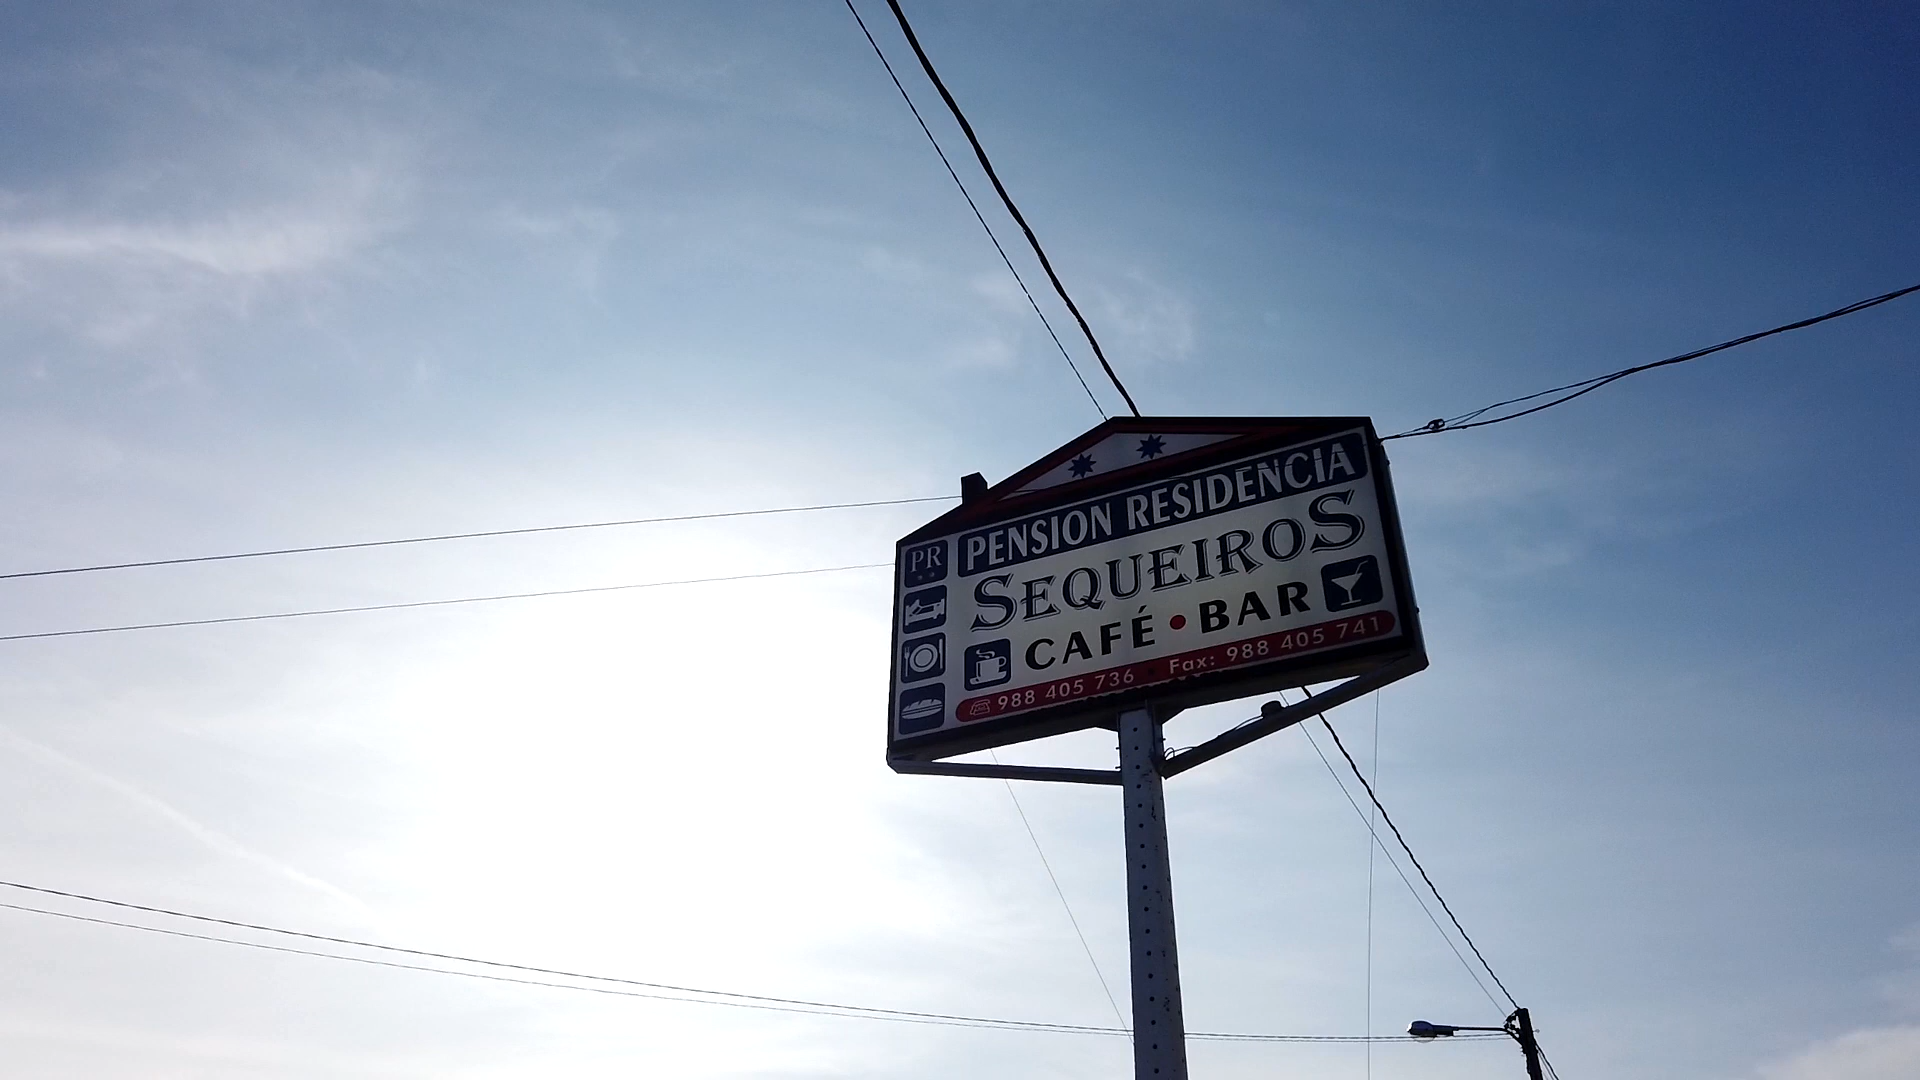 PENSION RESIDENCIA
PR
SEQUEIROS
CAFÉ • BAR
988 405 736 • Fax: 988 405 741